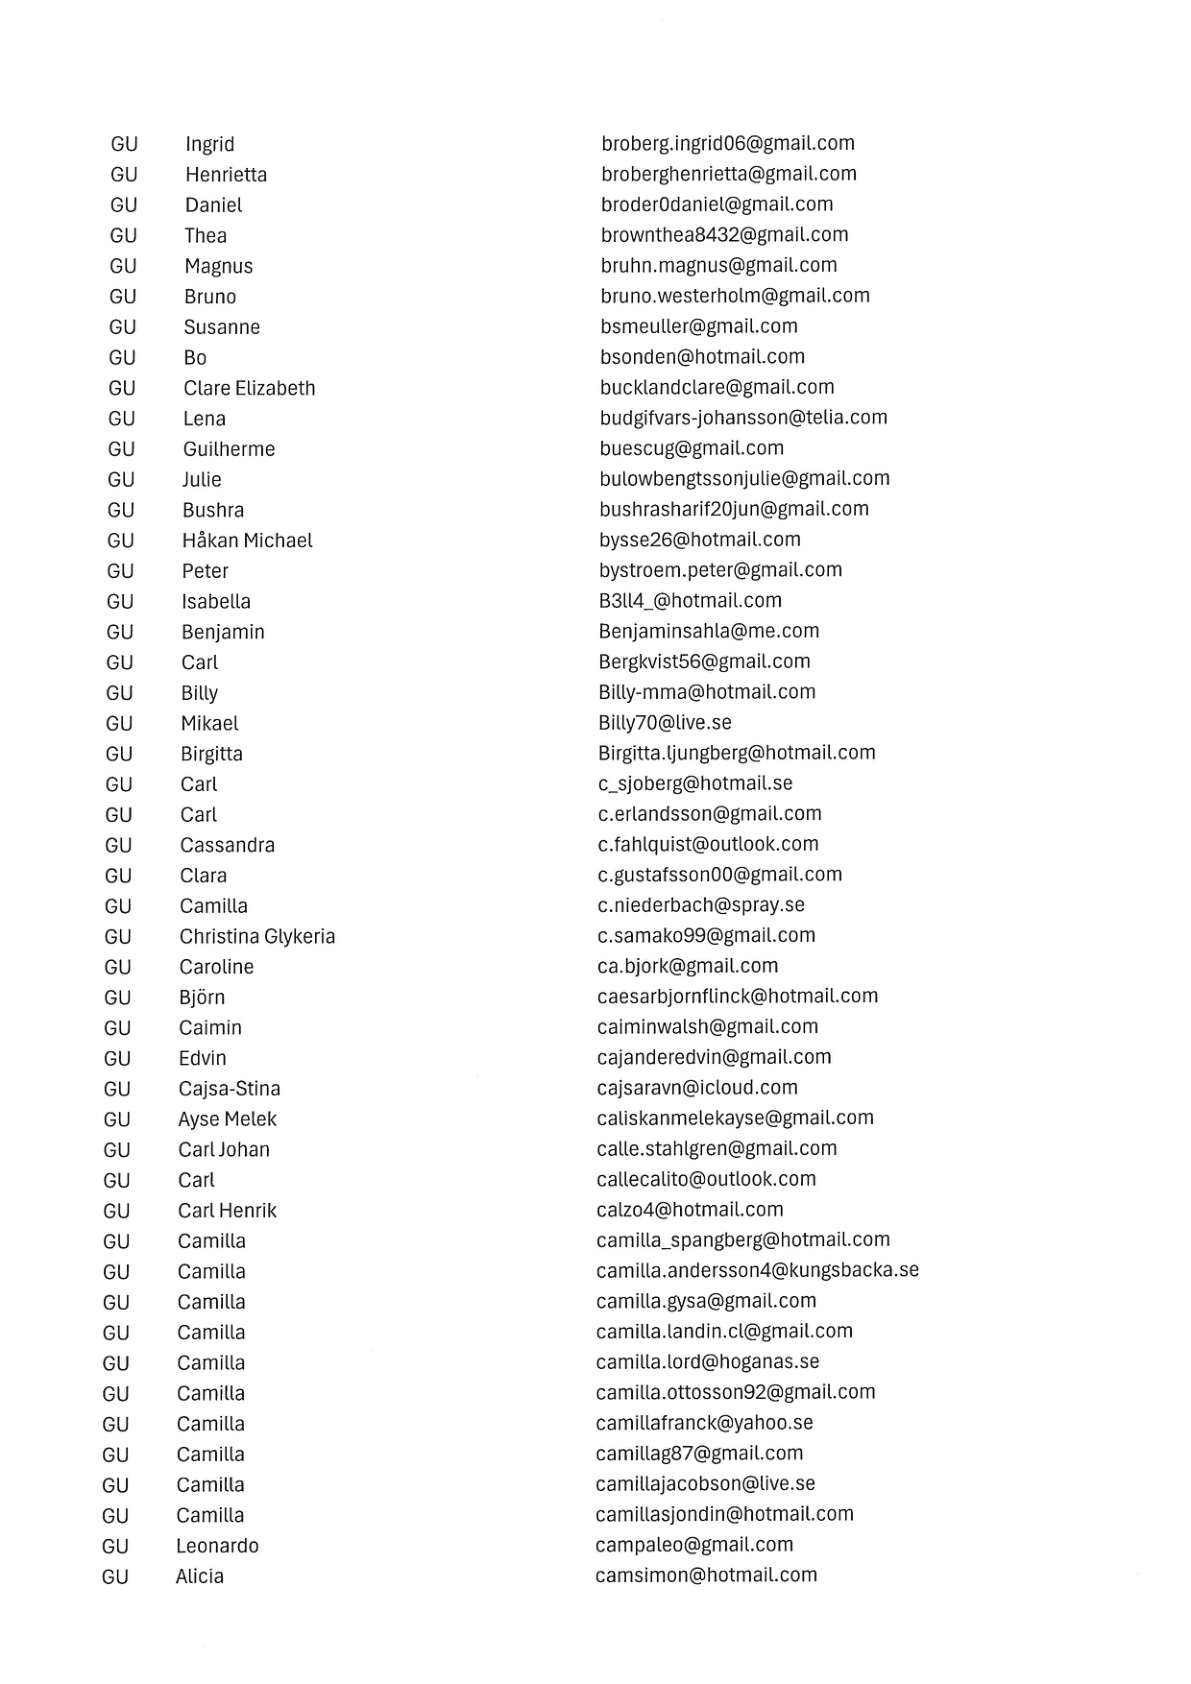 GU Ingrid broberg.ingrid06@gmail.com
GU Henrietta broberghenrietta@gmail.com
GU Daniel broder0daniel@gmail.com
GU Thea brownthea8432@gmail.com
GU Magnus bruhn.magnus@gmail.com
GU Bruno bruno.westerholm@gmail.com
GU Susanne bsmeuller@gmail.com
GU Bo bsonden@hotmail.com
GU Clare Elizabeth bucklandclare@gmail.com
GU Lena budgifvars-johansson@telia.com
GU Guilherme buescug@gmail.com
GU Julie bulowbengtssonjulie@gmail.com
GU Bushra bushrasharif20jun@gmail.com
GU Håkan Michael bysse26@hotmail.com
GU Peter bystroem.peter@gmail.com
GU Isabella B3ll4_@hotmail.com
GU Benjamin Benjaminsahla@me.com
GU Carl Bergkvist56@gmail.com
GU Billy Billy-mma@hotmail.com
GU Mikael Billy70@live.se
GU Birgitta Birgitta.ljungberg@hotmail.com
GU Carl c_sjoberg@hotmail.se
GU Carl c.erlandsson@gmail.com
GU Cassandra c.fahlquist@outlook.com
GU Clara c.gustafsson00@gmail.com
GU Camilla c.niederbach@spray.se
GU Christina Glykeria c.samako99@gmail.com
GU Caroline ca.bjork@gmail.com
GU Björn caesarbjornflinck@hotmail.com
GU Caimin caiminwalsh@gmail.com
GU Edvin cajanderedvin@gmail.com
GU Cajsa-Stina cajsaravn@icloud.com
GU Ayse Melek caliskanmelekayse@gmail.com
GU Carl Johan calle.stahlgren@gmail.com
GU Carl callecalito@outlook.com
GU Carl Henrik calzo4@hotmail.com
GU Camilla camilla_spangberg@hotmail.com
GU Camilla camilla.andersson4@kungsbacka.se
GU Camilla camilla.gysa@gmail.com
GU Camilla camilla.landin.cl@gmail.com
GU Camilla camilla.lord@hoganas.se
GU Camilla camilla.ottosson92@gmail.com
GU Camilla camillafranck@yahoo.se
GU Camilla camillag87@gmail.com
GU Camilla camillajacobson@live.se
GU Camilla camillasjondin@hotmail.com
GU Leonardo campaleo@gmail.com
GU Alicia camsimon@hotmail.com